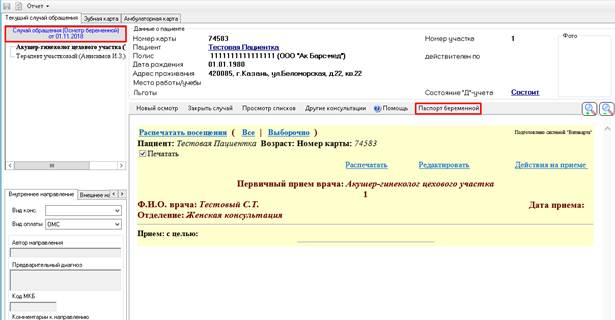 Отчет
Текущий случай обращения Зубная карта Амбулаторная карта
Случай обращения (Осмотр беременной)
от 01.11.2018
Акушер-гинеколог цехового участка (
Терапевт участковый (Анисимов И.З.)
Данные о пациенте
Номер карты 74583 Номер участка 1
Пациент Тестовая Пациентка
Полис 1111111111111111 (ООО "Ак Барс-мед") действителен по
Дата рождения 01.01.1980
Адрес проживания 420085, г.Казань, ул.Беломорская, д.22, кв.22
Место работы/учебы
Льготы Состояние "Д"-учета Состоит
Фото
Новый осмотр Закрыть случай Просмотр списков Другие консультации Помощь Паспорт беременной
Распечатать посещения ( Все | Выборочно ) Подготовлено системой
Пациент: Тестовая Пациентка Возраст: Номер карты: 74583
Печатать
Распечатать Редактировать Действия на приеме
Первичный прием врача: Акушер-гинеколог цехового участка
1
Ф.И.О. врача: Тестовый С.Т. Дата приема:
Отделение: Женская консультация
Прием: с целью:
Внутреннее направление Внешнее на
Вид конс.
Вид оплаты ОМС
Автор направления
Предварительный диагноз
Код МКБ
Комментарии к направлению